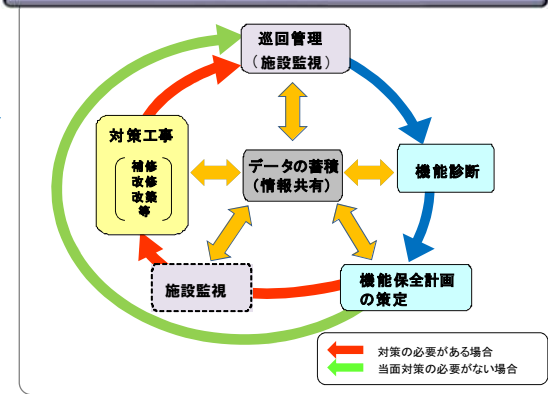 巡回管理
（施設監視）
対策工事
補修
改修
改築
等
データの蓄積
（情報共有）
機能診断
施設監視
機能保全計画
の策定
対策の必要がある場合
当面対策の必要がない場合